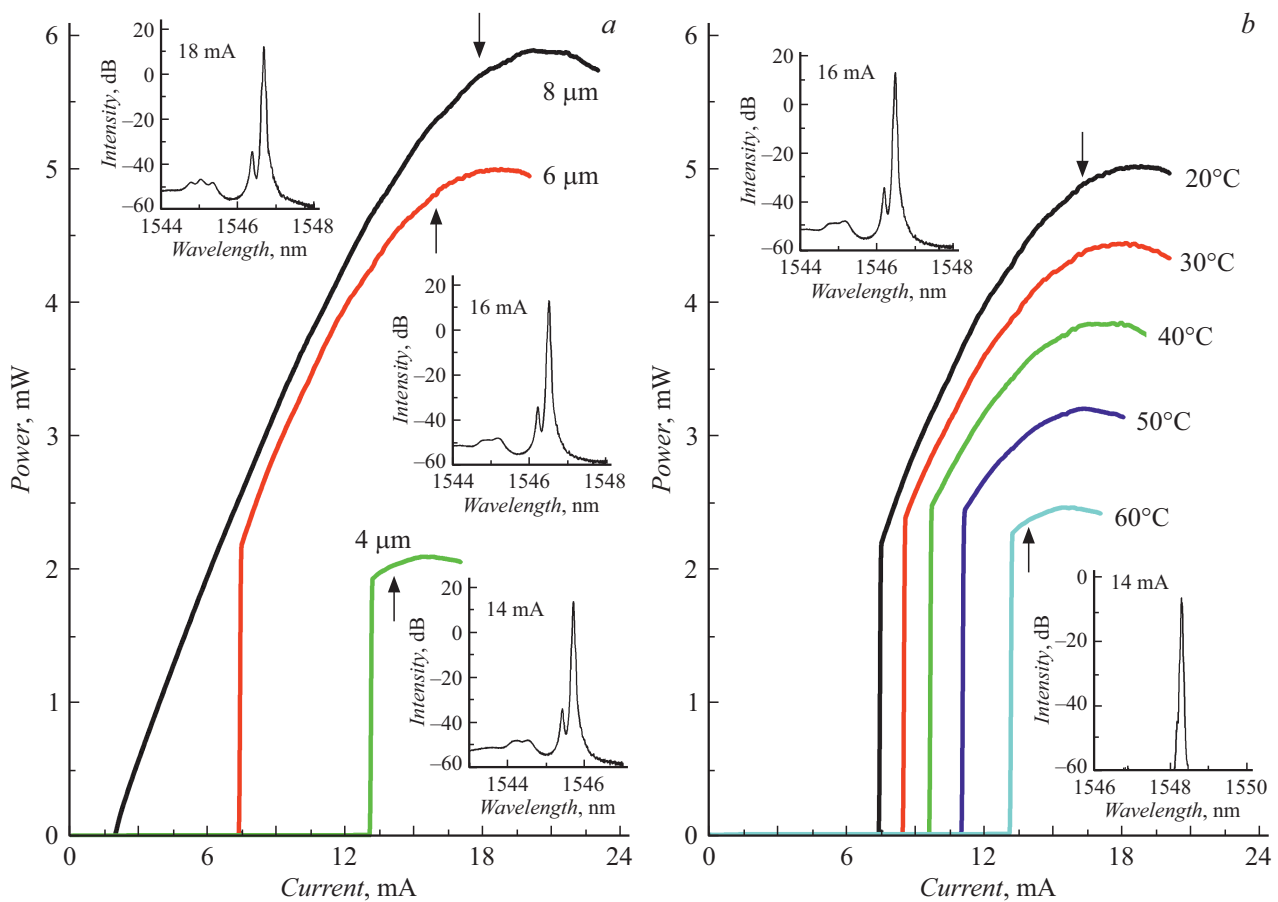 a
6
5
4
3
2
1
0
Power, mW
0 6 12 18 24
Current, mA
8 μm
6 μm
4 μm
18 mA
20
0
–20
–40
–60
Intensity, dB
1544 1546 1548
Wavelength, nm
16 mA
20
0
–20
–40
–60
Intensity, dB
1544 1546 1548
Wavelength, nm
14 mA
20
0
–20
–40
–60
Intensity, dB
1544 1546
Wavelength, nm
b
6
5
4
3
2
1
0
Power, mW
0 6 12 18 24
Current, mA
20°C
30°C
40°C
50°C
60°C
16 mA
20
0
–20
–40
–60
Intensity, dB
1544 1546 1548
Wavelength, nm
14 mA
0
–20
–40
–60
Intensity, dB
1546 1548 1550
Wavelength, nm